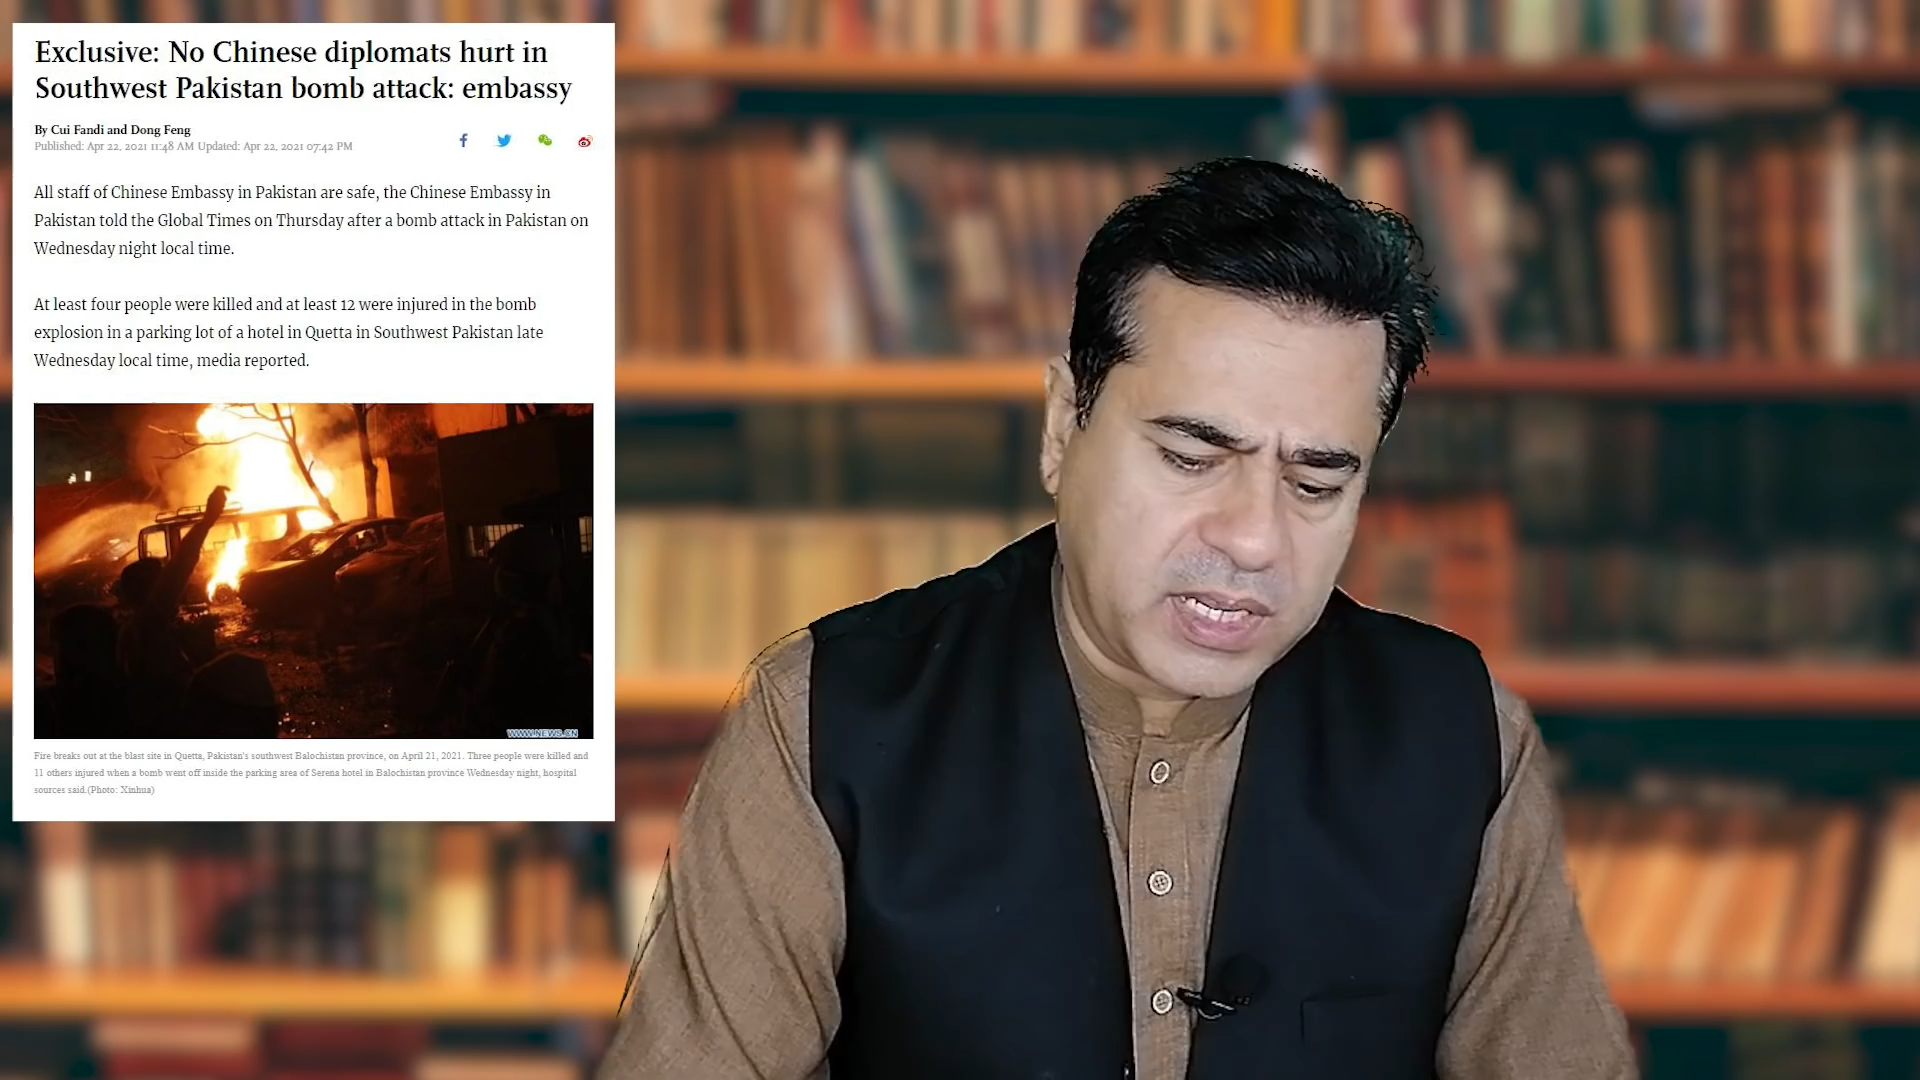 Exclusive: No Chinese diplomats hurt in
Southwest Pakistan bomb attack: embassy
By Cui Fandi and Dong Feng
Published: Apr 22, 2021 11:48 AM Updated: Apr 22, 2021 07:42 PM
All staff of Chinese Embassy in Pakistan are safe, the Chinese Embassy in
Pakistan told the Global Times on Thursday after a bomb attack in Pakistan on
Wednesday night local time.
At least four people were killed and at least 12 were injured in the bomb
explosion in a parking lot of a hotel in Quetta in Southwest Pakistan late
Wednesday local time, media reported.
WWW.NEWS.CN
Fire breaks out at the blast site in Quetta, Pakistan's southwest Balochistan province, on April 21, 2021. Three people were killed and
11 others injured when a bomb went off inside the parking area of Serena hotel in Balochistan province Wednesday night, hospital
sources said.(Photo: Xinhua)